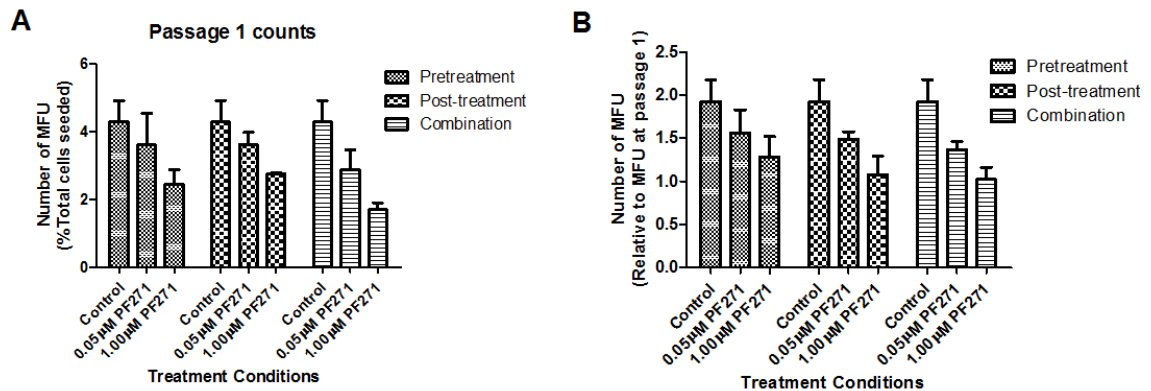 A
Passage 1 counts
Number of MFU
(%Total cells seeded)
6
4
2
0
Pretreatment
Post-treatment
Combination
Control
0.05µM PF271
1.00µM PF271
Control
0.05µM PF271
1.00µM PF271
Control
0.05µM PF271
1.00µM PF271
Treatment Conditions
B
Number of MFU
(Relative to MFU at passage 1)
2.5
2.0
1.5
1.0
0.5
0.0
Pretreatment
Post-treatment
Combination
Control
0.05µM PF271
1.00µM PF271
Control
0.05µM PF271
1.00µM PF271
Control
0.05µM PF271
1.00µM PF271
Treatment Conditions